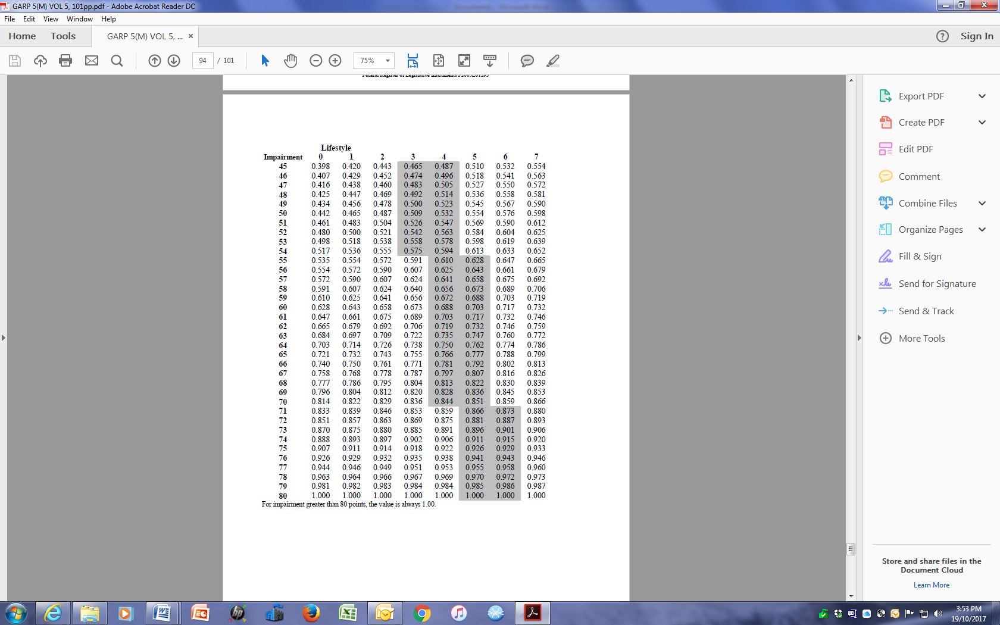 GARP 5(M) VOL 5, 101pp.pdf - Adobe Acrobat Reader DC
File Edit View Window Help
Home Tools GARP 5(M) VOL 5, ... × Sign In
94 / 101 75%
Federal Register of Legislative Instruments F2005L01295
Lifestyle
Impairment 0 1 2 3 4 5 6 7
45 0.398 0.420 0.443 0.465 0.487 0.510 0.532 0.554
46 0.407 0.429 0.452 0.474 0.496 0.518 0.541 0.563
47 0.416 0.438 0.460 0.483 0.505 0.527 0.550 0.572
48 0.425 0.447 0.469 0.492 0.514 0.536 0.558 0.581
49 0.434 0.456 0.478 0.500 0.523 0.545 0.567 0.590
50 0.442 0.465 0.487 0.509 0.532 0.554 0.576 0.598
51 0.461 0.483 0.504 0.526 0.547 0.569 0.590 0.612
52 0.480 0.500 0.521 0.542 0.563 0.584 0.604 0.625
53 0.498 0.518 0.538 0.558 0.578 0.598 0.619 0.639
54 0.517 0.536 0.555 0.575 0.594 0.613 0.633 0.652
55 0.535 0.554 0.572 0.591 0.610 0.628 0.647 0.665
56 0.554 0.572 0.590 0.607 0.625 0.643 0.661 0.679
57 0.572 0.590 0.607 0.624 0.641 0.658 0.675 0.692
58 0.591 0.607 0.624 0.640 0.656 0.673 0.689 0.706
59 0.610 0.625 0.641 0.656 0.672 0.688 0.703 0.719
60 0.628 0.643 0.658 0.673 0.688 0.703 0.717 0.732
61 0.647 0.661 0.675 0.689 0.703 0.717 0.732 0.746
62 0.665 0.679 0.692 0.706 0.719 0.732 0.746 0.759
63 0.684 0.697 0.709 0.722 0.735 0.747 0.760 0.772
64 0.703 0.714 0.726 0.738 0.750 0.762 0.774 0.786
65 0.721 0.732 0.743 0.755 0.766 0.777 0.788 0.799
66 0.740 0.750 0.761 0.771 0.781 0.792 0.802 0.813
67 0.758 0.768 0.778 0.787 0.797 0.807 0.816 0.826
68 0.777 0.786 0.795 0.804 0.813 0.822 0.830 0.839
69 0.796 0.804 0.812 0.820 0.828 0.836 0.845 0.853
70 0.814 0.822 0.829 0.836 0.844 0.851 0.859 0.866
71 0.833 0.839 0.846 0.853 0.859 0.866 0.873 0.880
72 0.851 0.857 0.863 0.869 0.875 0.881 0.887 0.893
73 0.870 0.875 0.880 0.885 0.891 0.896 0.901 0.906
74 0.888 0.893 0.897 0.902 0.906 0.911 0.915 0.920
75 0.907 0.911 0.914 0.918 0.922 0.926 0.929 0.933
76 0.926 0.929 0.932 0.935 0.938 0.941 0.943 0.946
77 0.944 0.946 0.949 0.951 0.953 0.955 0.958 0.960
78 0.963 0.964 0.966 0.967 0.969 0.970 0.972 0.973
79 0.981 0.982 0.983 0.984 0.984 0.985 0.986 0.987
80 1.000 1.000 1.000 1.000 1.000 1.000 1.000 1.000
For impairment greater than 80 points, the value is always 1.00.
Export PDF
Create PDF
Edit PDF
Comment
Combine Files
Organize Pages
Fill & Sign
Send for Signature
Send & Track
More Tools
Store and share files in the
Document Cloud
Learn More
3:53 PM
19/10/2017